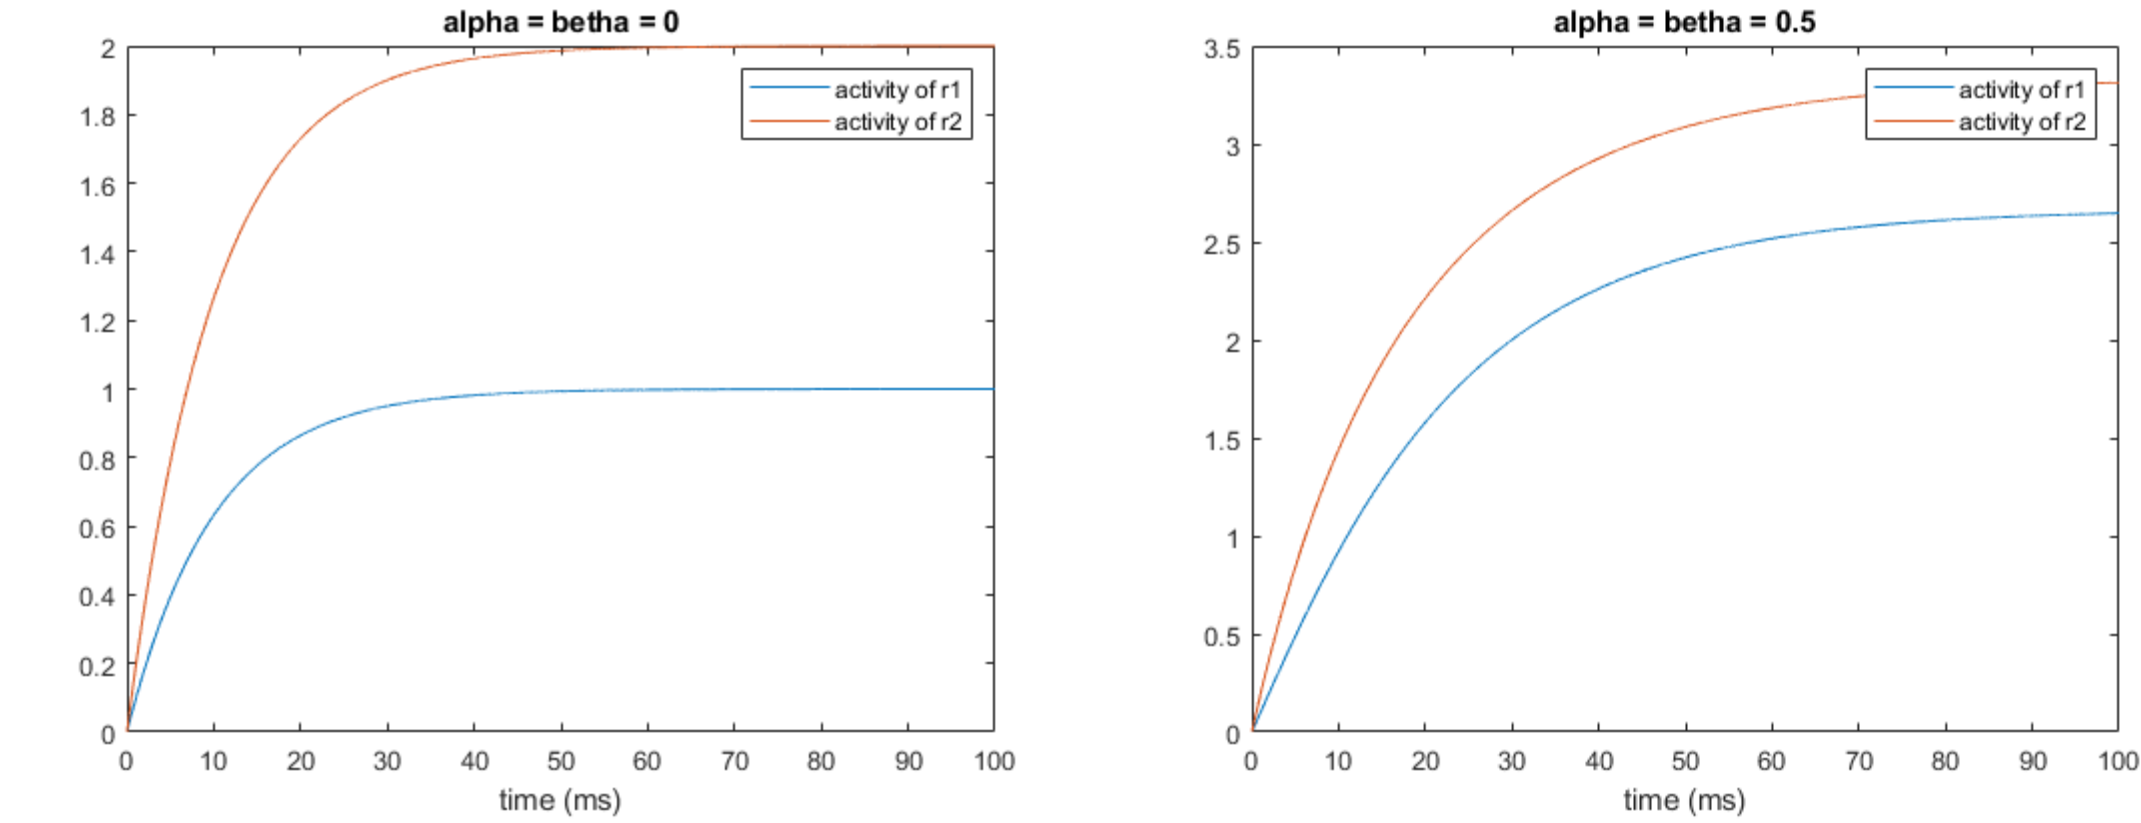 alpha = betha = 0
2
1.8
1.6
1.4
1.2
1
0.8
0.6
0.4
0.2
0
activity of r1
activity of r2
0 10 20 30 40 50 60 70 80 90 100
time (ms)
alpha = betha = 0.5
3.5
3
2.5
2
1.5
1
0.5
0
activity of r1
activity of r2
0 10 20 30 40 50 60 70 80 90 100
time (ms)